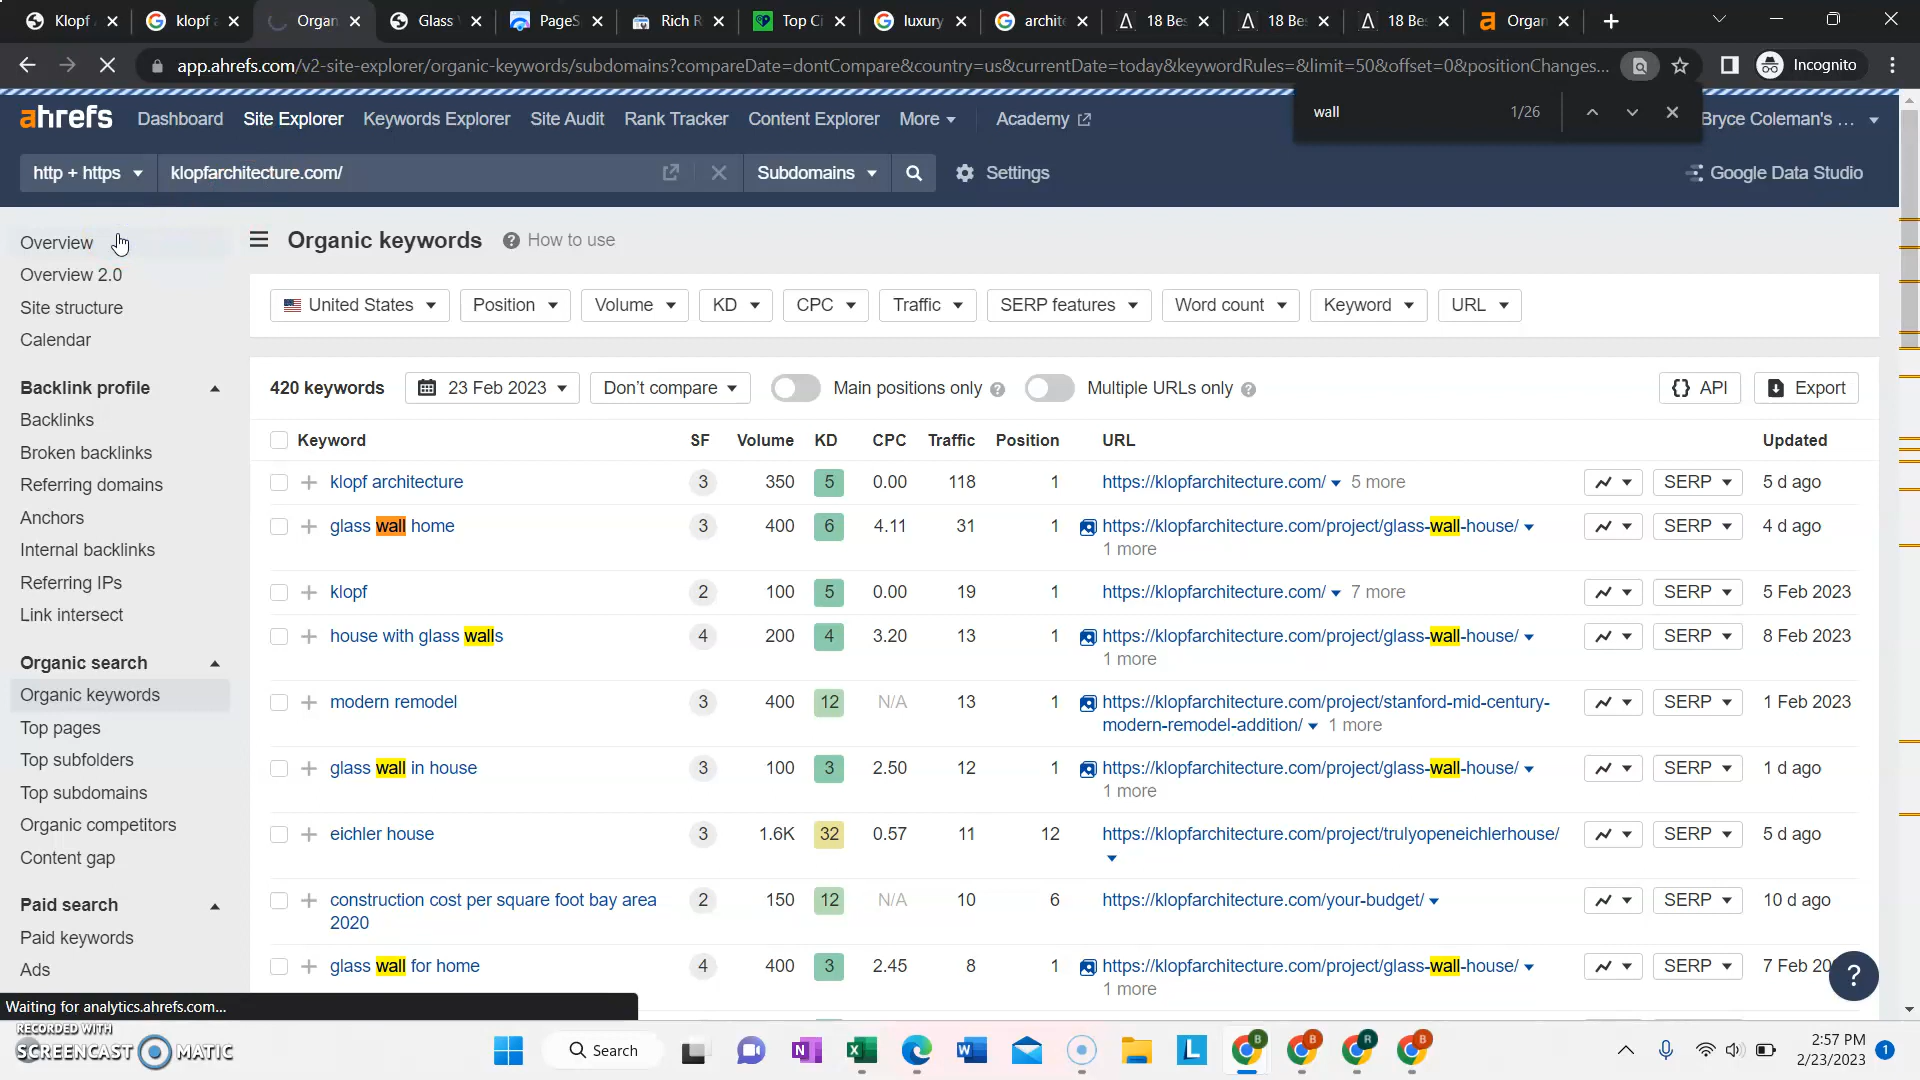 Klopf A
klopf a
Organ
Glass
PageS
Rich R
Top Ci
luxury
archite
18 Bes
18 Bes
18 Bes
Organ
app.ahrefs.com/v2-site-explorer/organic-keywords/subdomains?compareDate=dontCompare&country=us&currentDate=today&keywordRules=&limit=50&offset=0&positionChanges...
Incognito
wall
1/26
ahrefs
Dashboard
Site Explorer
Keywords Explorer
Site Audit
Rank Tracker
Content Explorer
More
Academy
Bryce Coleman's ...
http + https
klopfarchitecture.com/
Subdomains
Settings
Google Data Studio
Overview
Overview 2.0
Site structure
Calendar
Backlink profile
Backlinks
Broken backlinks
Referring domains
Anchors
Internal backlinks
Referring IPs
Link intersect
Organic search
Organic keywords
Top pages
Top subfolders
Top subdomains
Organic competitors
Content gap
Paid search
Paid keywords
Ads
Organic keywords
? How to use
United States
Position
Volume
KD
CPC
Traffic
SERP features
Word count
Keyword
URL
420 keywords
23 Feb 2023
Don't compare
Main positions only ?
Multiple URLs only ?
{} API
Export
Keyword SF Volume KD CPC Traffic Position URL Updated
klopf architecture 3 350 5 0.00 118 1 https://klopfarchitecture.com/ 5 more SERP 5 d ago
glass wall home 3 400 6 4.11 31 1 https://klopfarchitecture.com/project/glass-wall-house/ SERP 4 d ago
1 more
klopf 2 100 5 0.00 19 1 https://klopfarchitecture.com/ 7 more SERP 5 Feb 2023
house with glass walls 4 200 4 3.20 13 1 https://klopfarchitecture.com/project/glass-wall-house/ SERP 8 Feb 2023
1 more
modern remodel 3 400 12 N/A 13 1 https://klopfarchitecture.com/project/stanford-mid-century- SERP 1 Feb 2023
modern-remodel-addition/ 1 more
glass wall in house 3 100 3 2.50 12 1 https://klopfarchitecture.com/project/glass-wall-house/ SERP 1 d ago
1 more
eichler house 3 1.6K 32 0.57 11 12 https://klopfarchitecture.com/project/trulyopeneichlerhouse/ SERP 5 d ago
construction cost per square foot bay area 2 150 12 N/A 10 6 https://klopfarchitecture.com/your-budget/ SERP 10 d ago
2020
glass wall for home 4 400 3 2.45 8 1 https://klopfarchitecture.com/project/glass-wall-house/ SERP 7 Feb 20
1 more
?
Waiting for analytics.ahrefs.com...
RECORDED WITH
SCREENCAST MATIC
Search
2:57 PM
2/23/2023
1